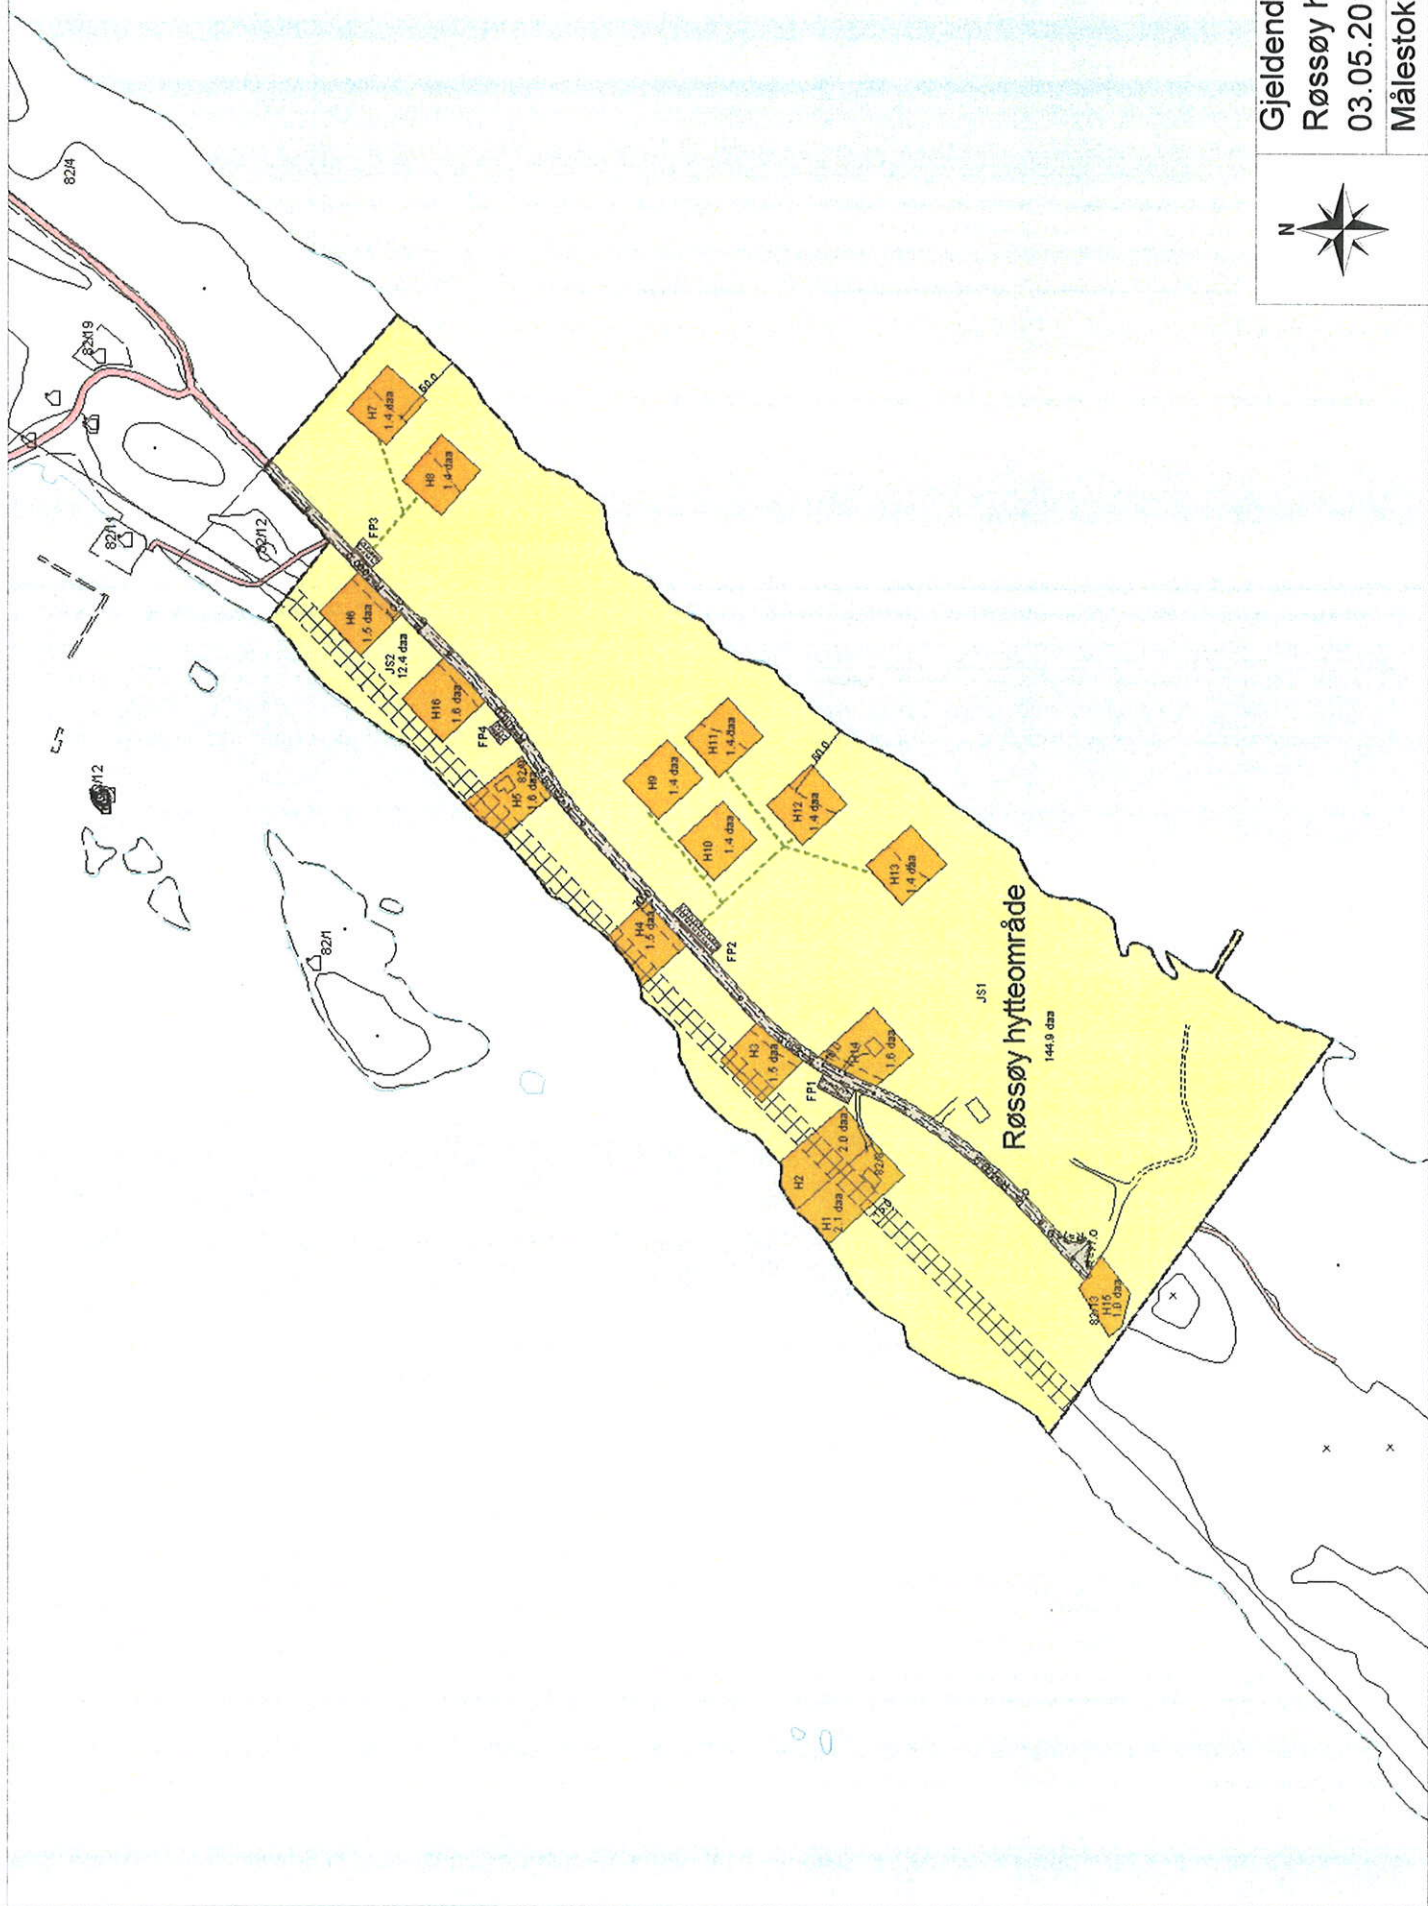 Gjeldend
Røssøy h
03.05.20
Målestok
N
82/4
82/19
82/11
82/12
/12
82/1
H7
1.4 daa
50.0
H8
1.4 daa
FP3
H6
1.5 daa
JS2
12.4 daa
H16
1.6 daa
FP4
H5
1.6 daa
H11
1.4 daa
H9
1.4 daa
H10
1.4 daa
H12
1.4 daa
50.0
H13
1.4 daa
H4
1.5 daa
FP2
H3
1.5 daa
H14
1.6 daa
FP1
H2
2.0 daa
H1
2.1 daa
JS1
Røssøy hytteområde
144.9 daa
82/13
H15
1.0 daa